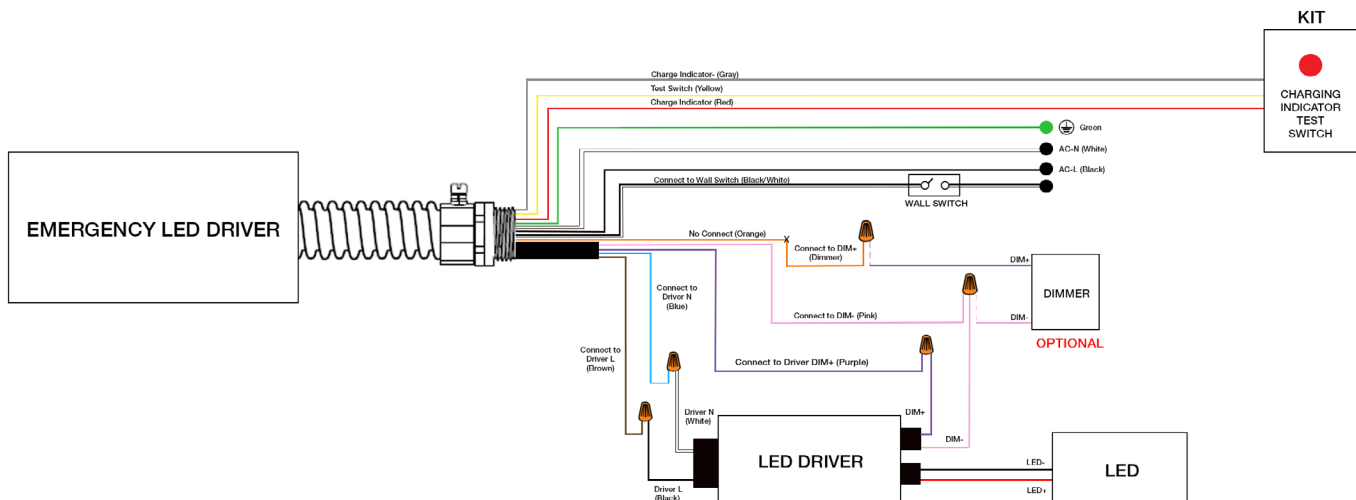 KIT
CHARGING
INDICATOR
TEST
SWITCH
Charge Indicator- (Gray)
Test Switch (Yellow)
Charge Indicator (Red)
Green
AC-N (White)
AC-L (Black)
Connect to Wall Switch (Black/White)
WALL SWITCH
EMERGENCY LED DRIVER
No Connect (Orange)
X
Connect to DIM+
(Dimmer)
DIM+
DIMMER
DIM-
OPTIONAL
Connect to
Driver N
(Blue)
Connect to DIM- (Pink)
Connect to
Driver L
(Brown)
Connect to Driver DIM+ (Purple)
Driver N
(White)
DIM+
DIM-
LED DRIVER
LED-
LED+
LED
Driver L
(Black)